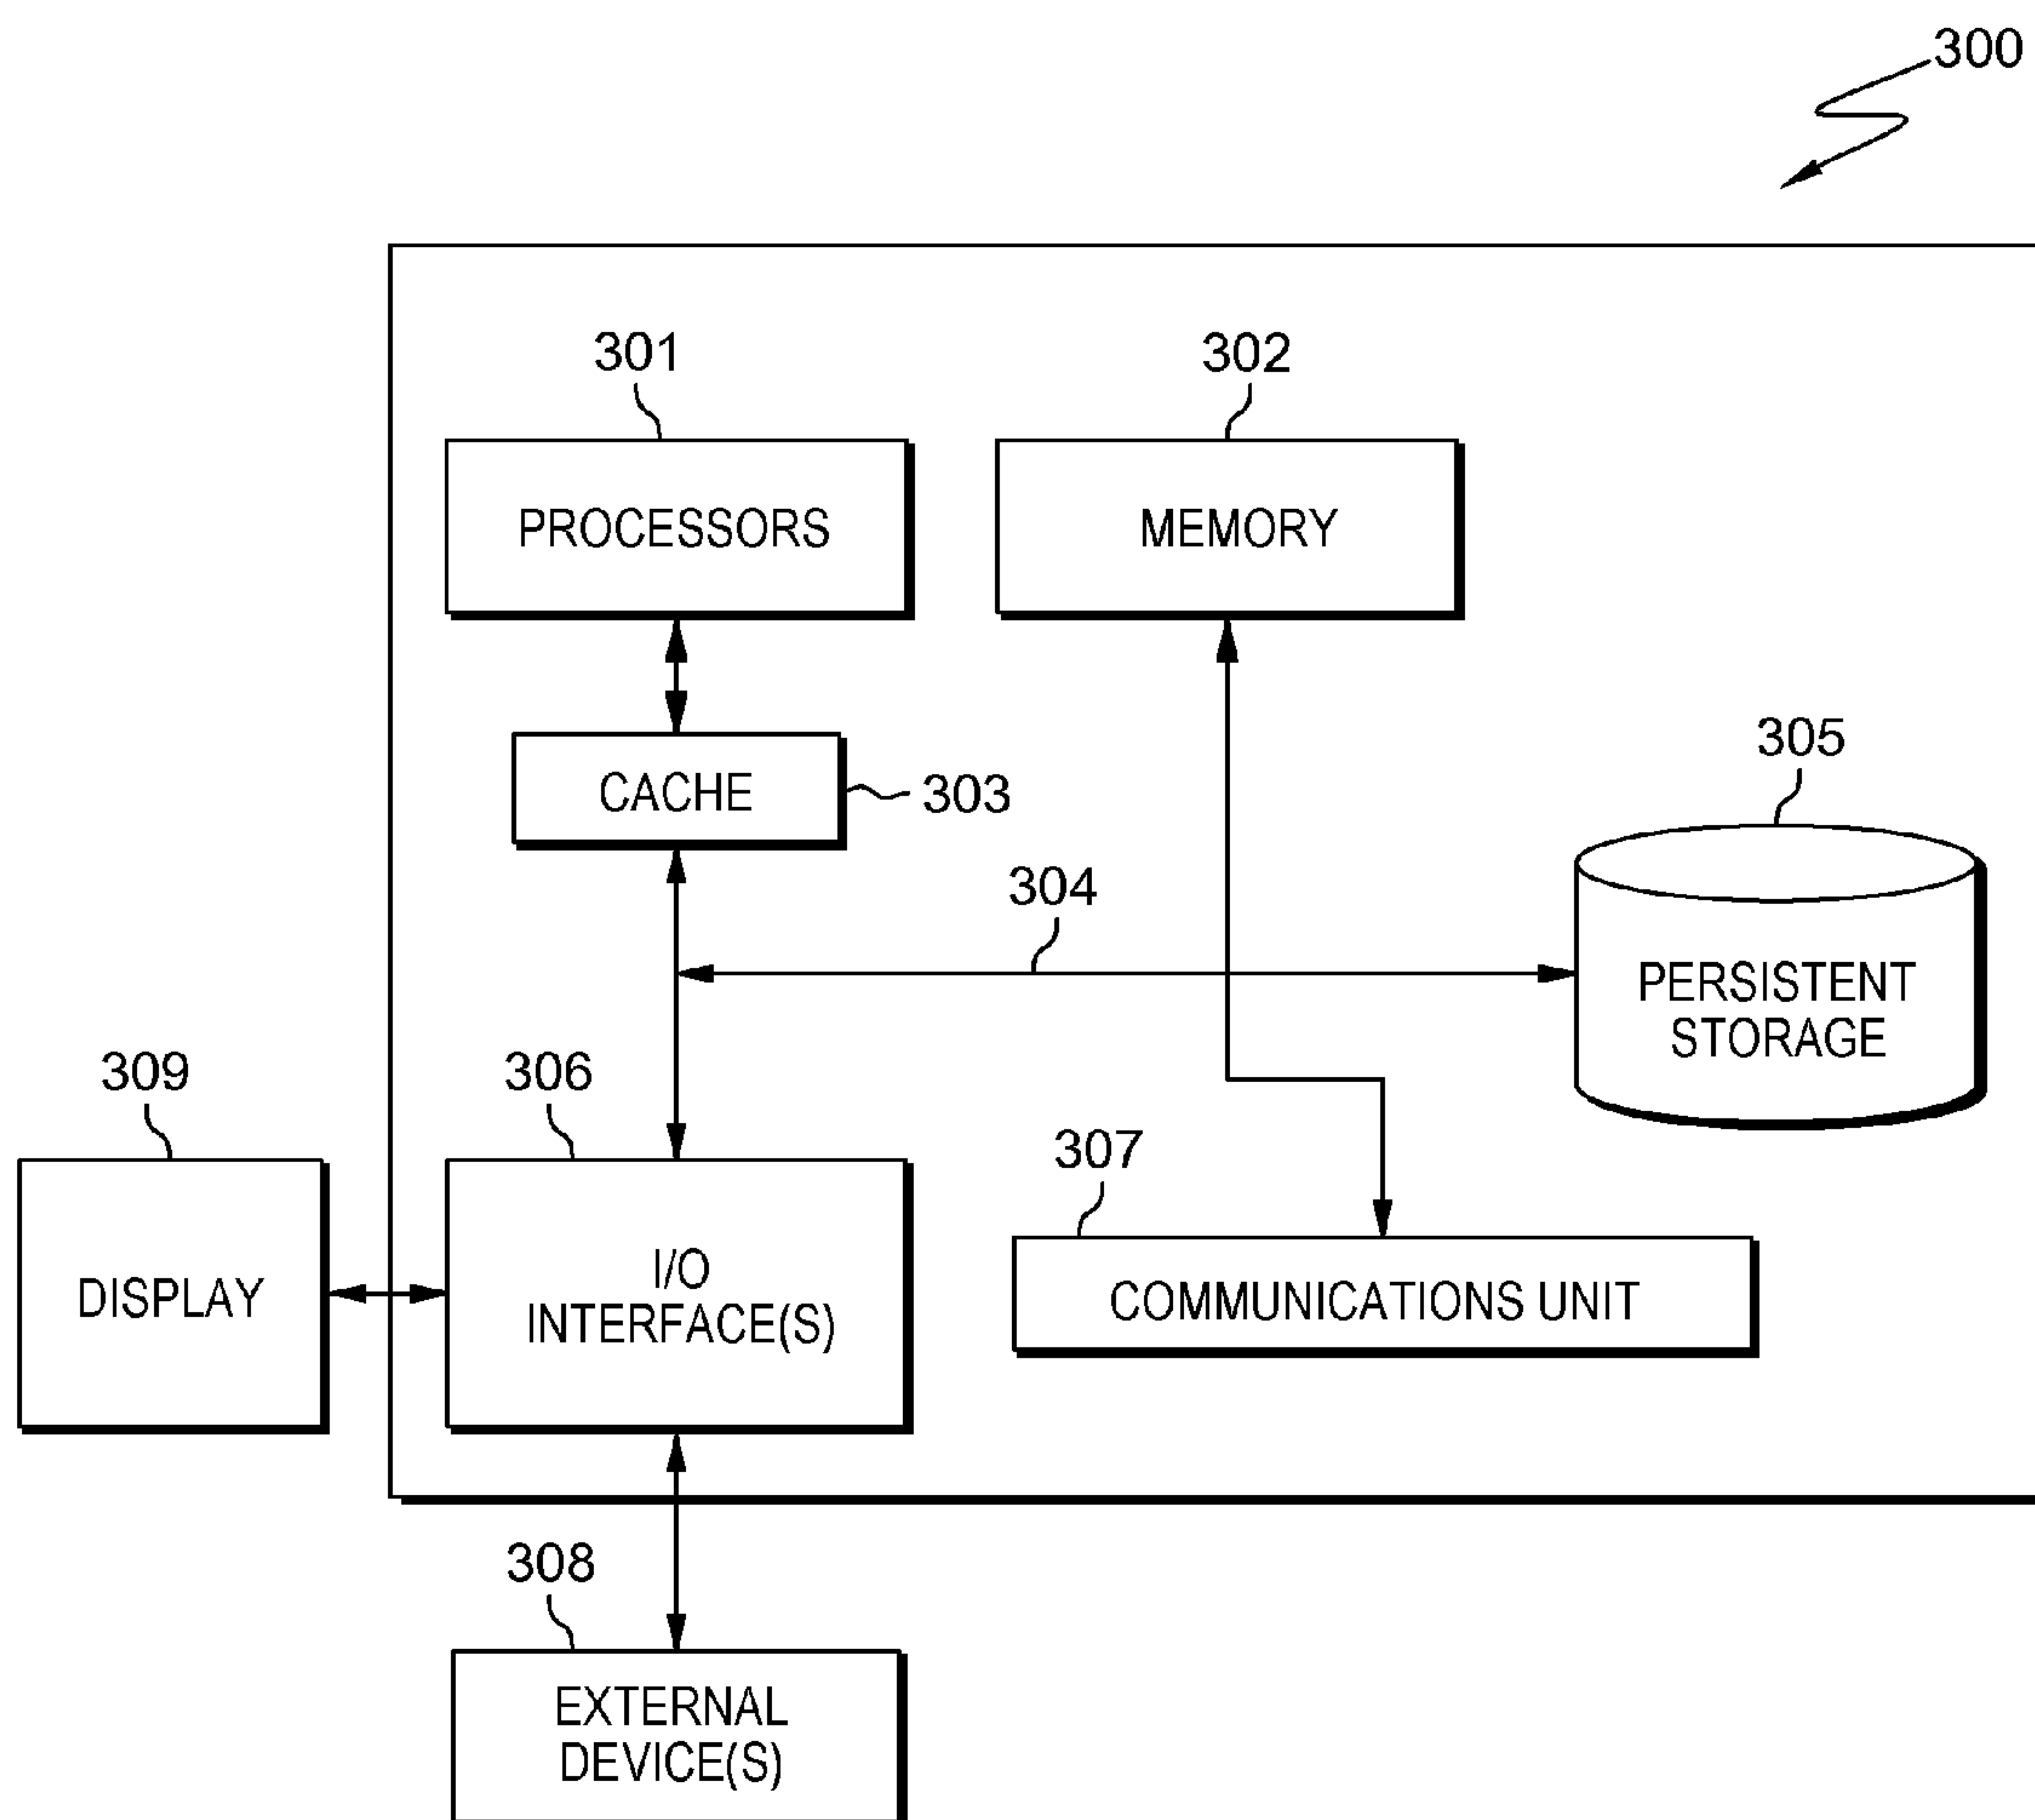 300
301
302
PROCESSORS
MEMORY
305
CACHE
303
304
PERSISTENT
STORAGE
309
306
307
DISPLAY
I/O
INTERFACE(S)
COMMUNICATIONS UNIT
308
EXTERNAL
DEVICE(S)